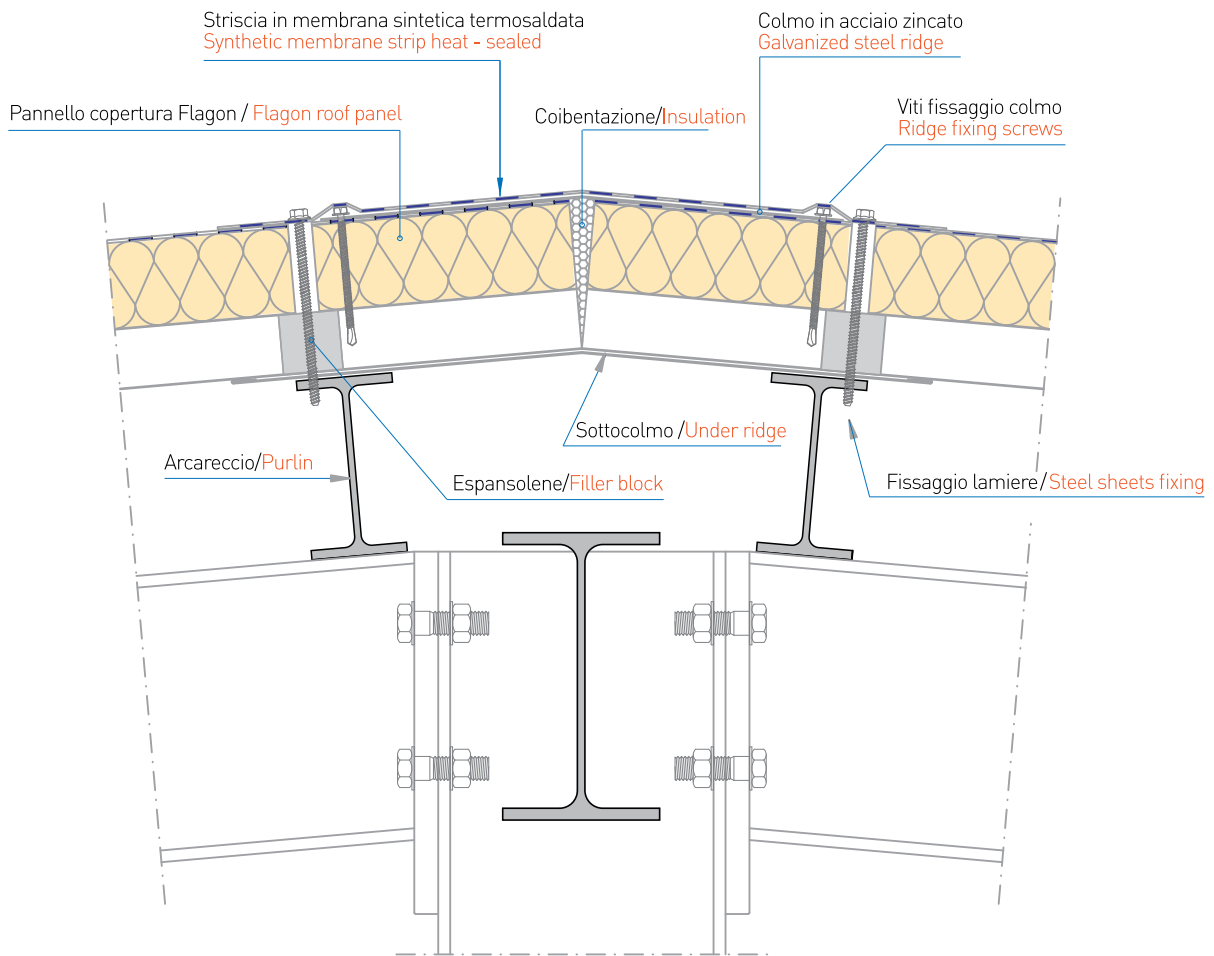 Striscia in membrana sintetica termosaldata
Synthetic membrane strip heat - sealed
Colmo in acciaio zincato
Galvanized steel ridge
Pannello copertura Flagon / Flagon roof panel
Coibentazione/Insulation
Viti fissaggio colmo
Ridge fixing screws
Sottocolmo /Under ridge
Arcareccio/Purlin
Espansolene/Filler block
Fissaggio lamiere/Steel sheets fixing